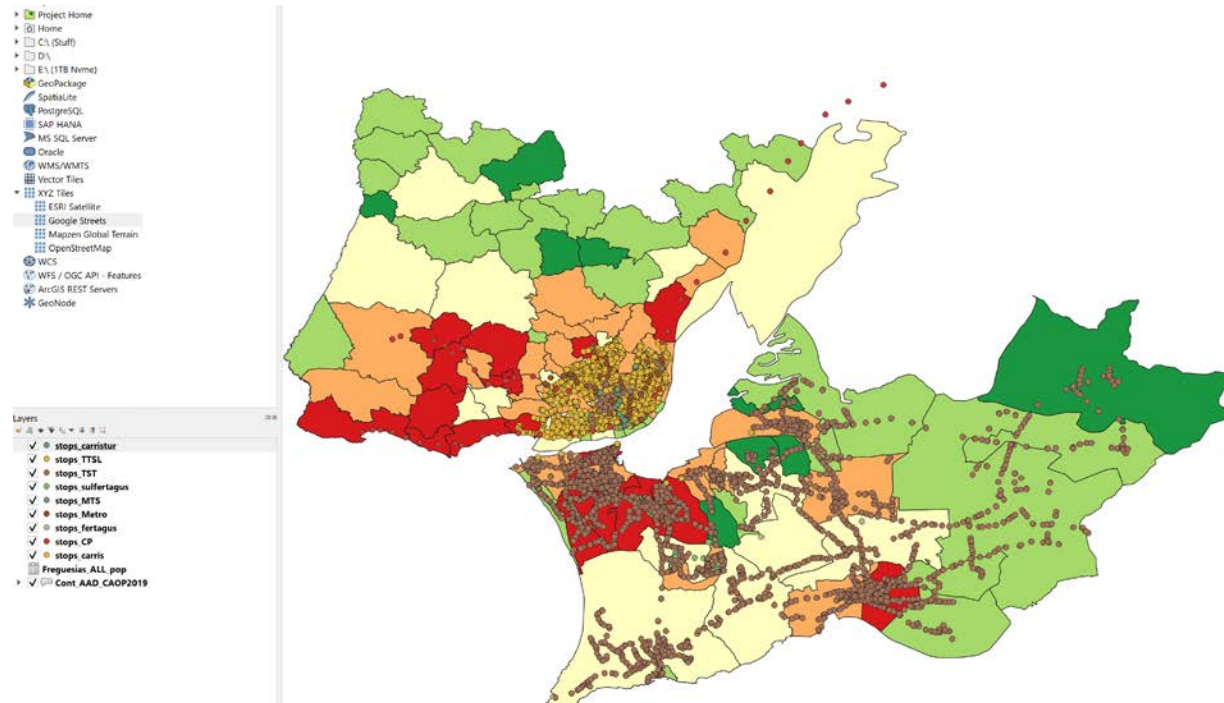 Project Home
Home
C:\ (Stuff)
D:\
E:\ (1TB Nvme)
GeoPackage
SpatiaLite
PostgreSQL
SAP HANA
MS SQL Server
Oracle
WMS/WMTS
Vector Tiles
XYZ Tiles
ESRI Satellite
Google Streets
Mapzen Global Terrain
OpenStreetMap
WCS
WFS / OGC API - Features
ArcGIS REST Servers
GeoNode
Layers
stops_carristur
stops_TTSL
stops_TST
stops_sulfertagus
stops_MTS
stops_Metro
stops_fertagus
stops_CP
stops_carris
Freguesias_ALL_pop
Cont_AAD_CAOP2019